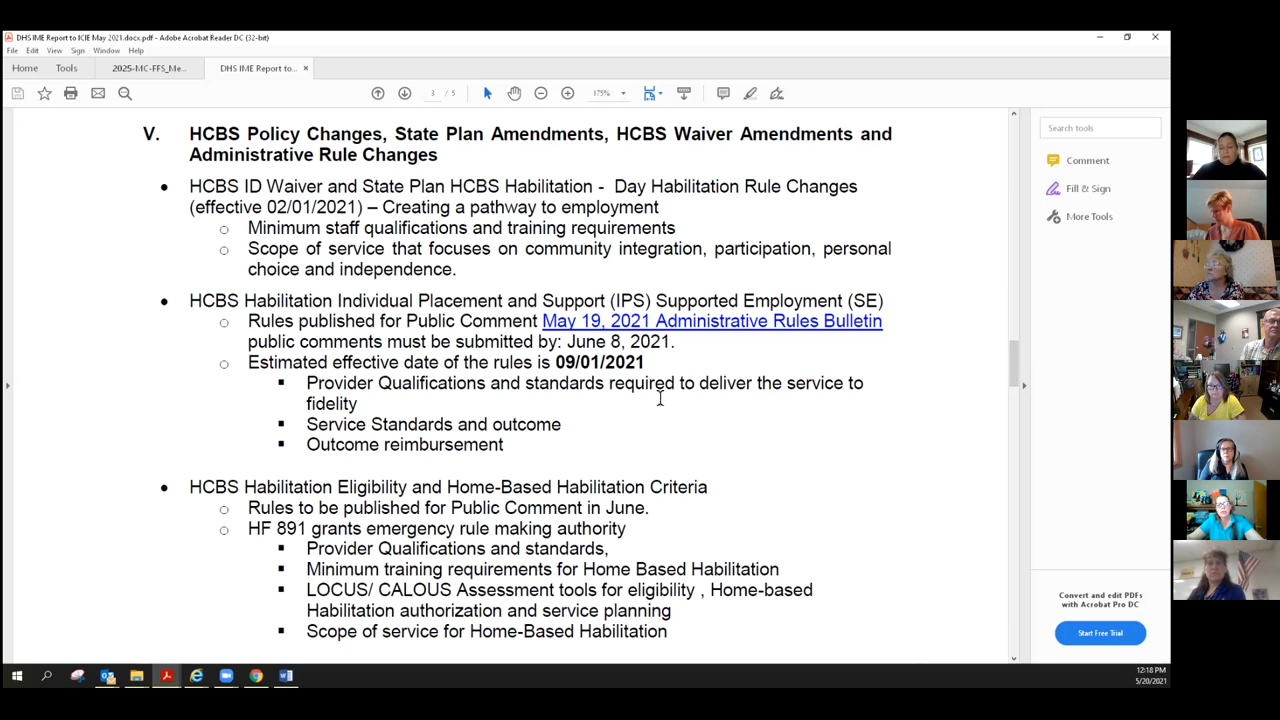 DHS IME Report to ICIE May 2021.docx.pdf - Adobe Acrobat Reader DC (32-bit)
File Edit View Sign Window Help
Home Tools 2025-MC-FFS_Me... DHS IME Report to... ×
3 / 5 175%
V. HCBS Policy Changes, State Plan Amendments, HCBS Waiver Amendments and
Administrative Rule Changes
• HCBS ID Waiver and State Plan HCBS Habilitation - Day Habilitation Rule Changes
(effective 02/01/2021) – Creating a pathway to employment
○ Minimum staff qualifications and training requirements
○ Scope of service that focuses on community integration, participation, personal
choice and independence.
• HCBS Habilitation Individual Placement and Support (IPS) Supported Employment (SE)
○ Rules published for Public Comment May 19, 2021 Administrative Rules Bulletin
public comments must be submitted by: June 8, 2021.
○ Estimated effective date of the rules is 09/01/2021
▪ Provider Qualifications and standards required to deliver the service to
fidelity
▪ Service Standards and outcome
▪ Outcome reimbursement
• HCBS Habilitation Eligibility and Home-Based Habilitation Criteria
○ Rules to be published for Public Comment in June.
○ HF 891 grants emergency rule making authority
▪ Provider Qualifications and standards,
▪ Minimum training requirements for Home Based Habilitation
▪ LOCUS/ CALOUS Assessment tools for eligibility , Home-based
Habilitation authorization and service planning
▪ Scope of service for Home-Based Habilitation
Search tools
Comment
Fill & Sign
More Tools
Convert and edit PDFs
with Acrobat Pro DC
Start Free Trial
12:18 PM
5/20/2021